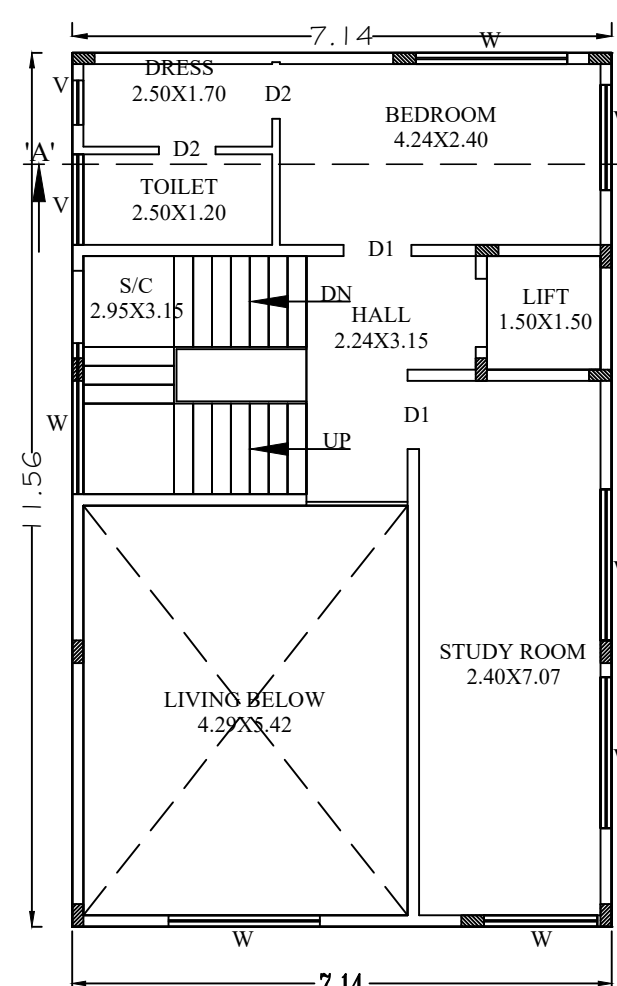 7.14
W
DRESS
2.50X1.70
V
D2
BEDROOM
4.24X2.40
'A'
D2
TOILET
2.50X1.20
V
D1
S/C
2.95X3.15
DN
HALL
2.24X3.15
LIFT
1.50X1.50
W
D1
UP
11.56
STUDY ROOM
2.40X7.07
LIVING BELOW
4.29X5.42
W
W
7.14